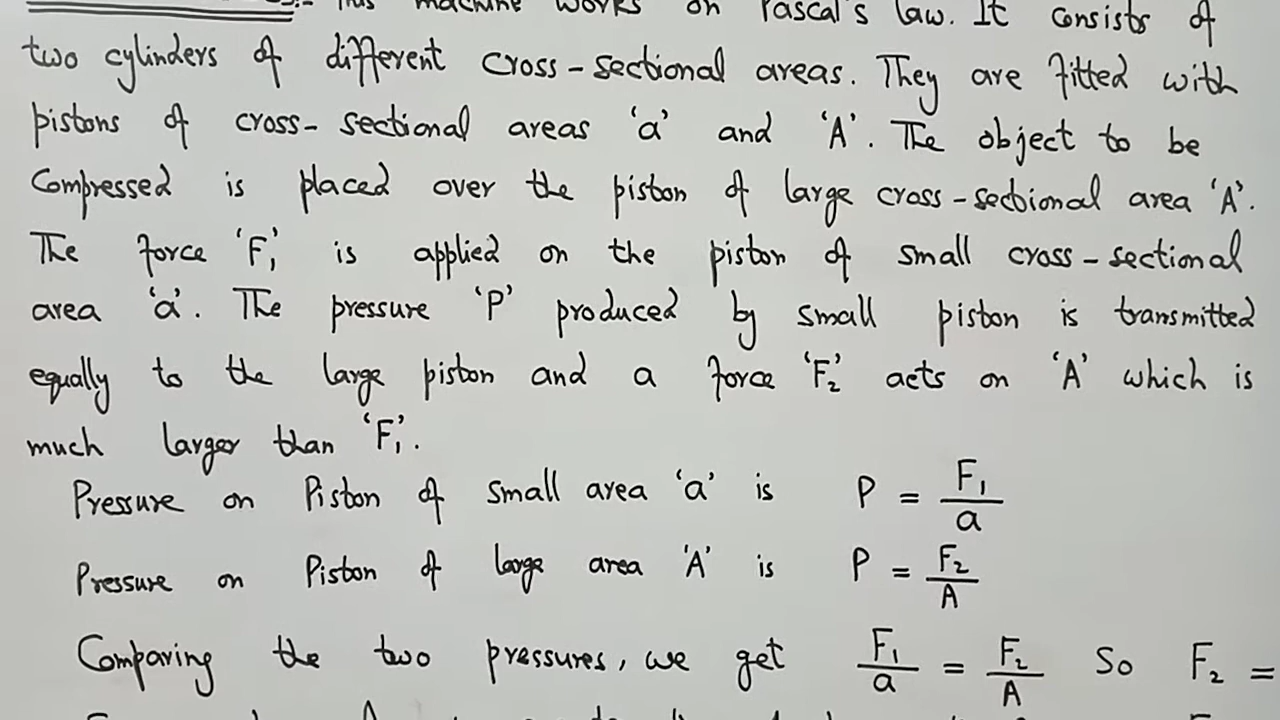 This machine works on Pascal's law. It consists of
two cylinders of different cross-sectional areas. They are fitted with
pistons of cross-sectional areas 'a' and 'A'. The object to be
Compressed is placed over the piston of large cross-sectional area 'A'.
The force 'F₁' is applied on the piston of small cross-sectional
area 'a'. The pressure 'P' produced by small piston is transmitted
equally to the large piston and a force 'F₂' acts on 'A' which is
much larger than 'F₁'.
Pressure on Piston of small area 'a' is P = F₁/a
Pressure on Piston of large area 'A' is P = F₂/A
Comparing the two pressures, we get F₁/a = F₂/A So F₂ =